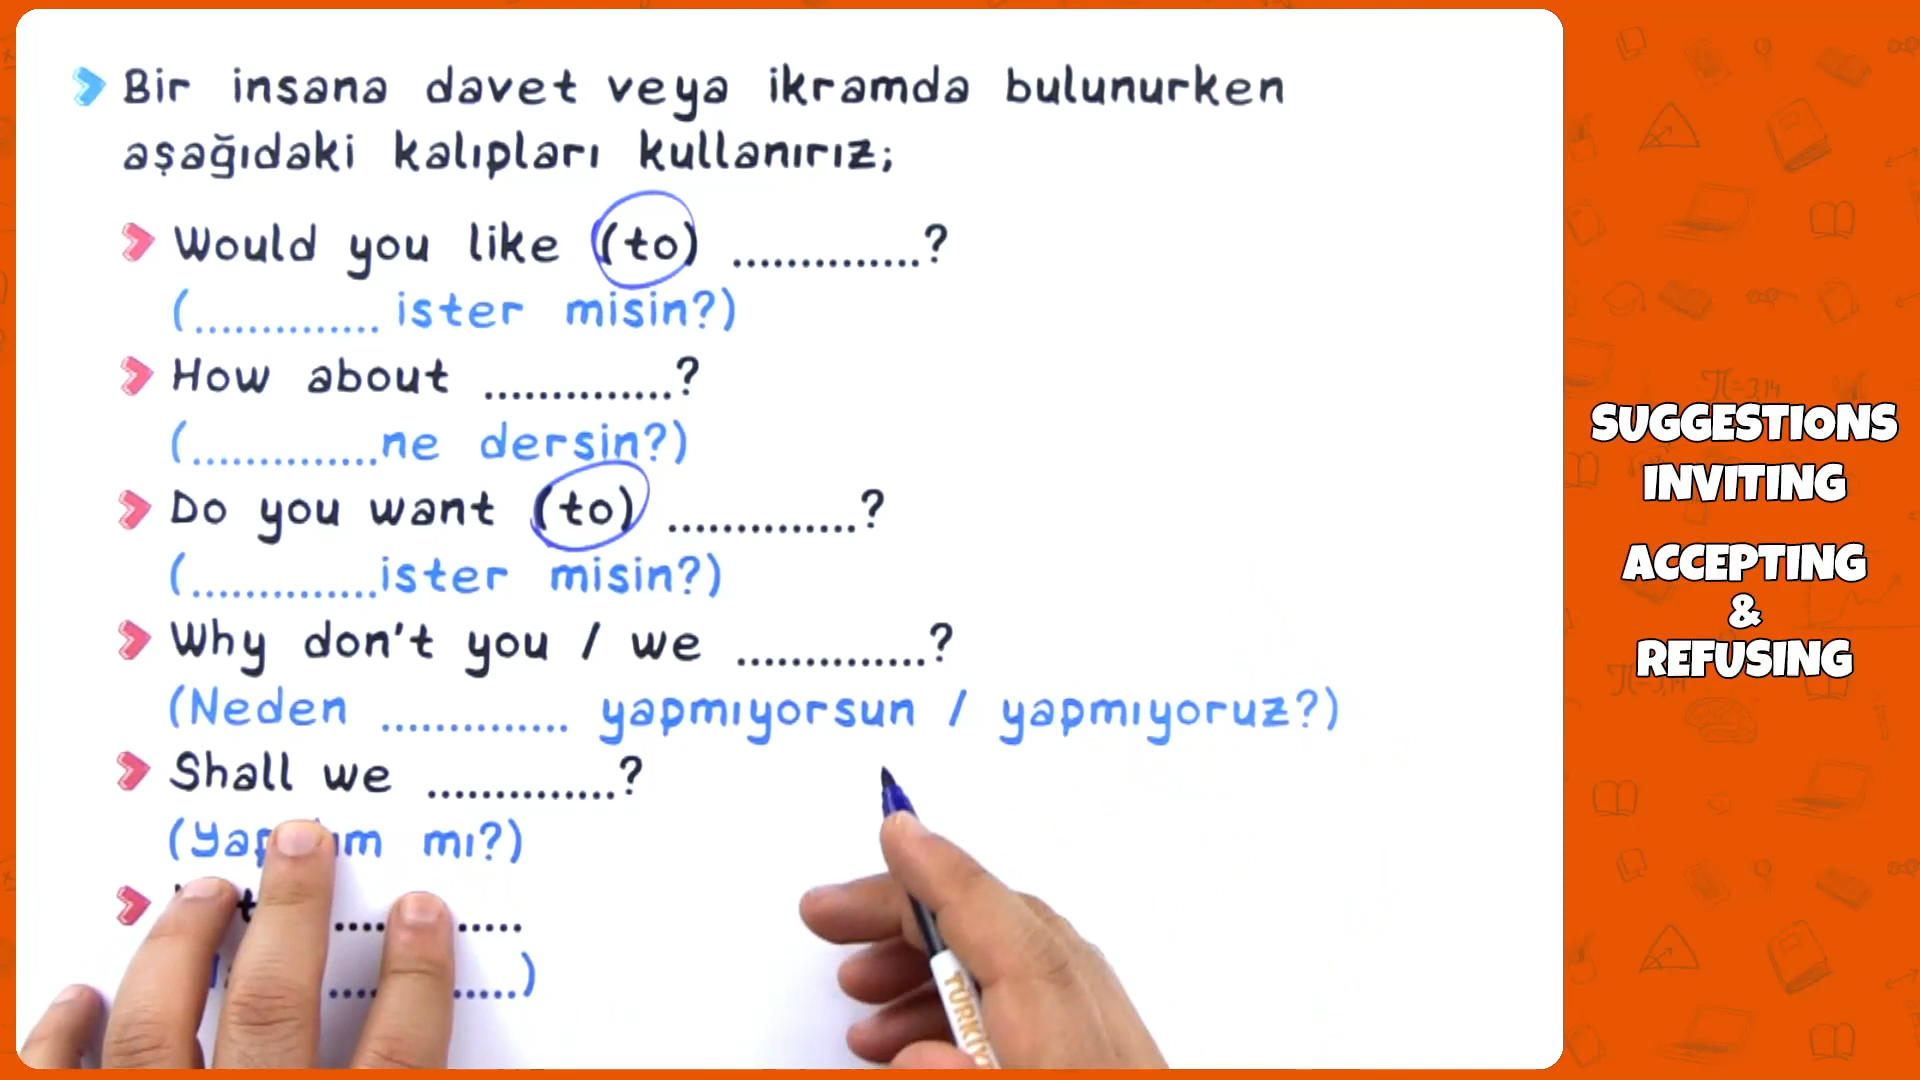 Bir insana davet veya ikramda bulunurken
aşağıdaki kalıpları kullanırız;
Would you like (to) ..............?
(.............. ister misin?)
How about ..............?
(..............ne dersin?)
Do you want (to) ..............?
(..............ister misin?)
Why don't you / we ..............?
(Neden .............. yapmıyorsun / yapmıyoruz?)
Shall we ..............?
mı?)
SUGGESTIONS
INVITING
ACCEPTING
&
REFUSING